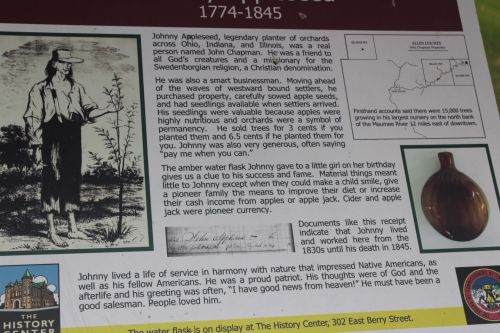 1774-1845
Johnny Appleseed, legendary planter of orchards
across Ohio, Indiana, and Illinois, was a real
person named John Chapman. He was a friend to
all God's creatures and a missionary for the
Swedenborgian religion, a Christian denomination.
He was also a smart businessman. Moving ahead
of the waves of westward bound settlers, he
purchased property, carefully sowed apple seeds,
and had seedlings available when settlers arrived.
His seedlings were valuable because apples were
highly nutritious and orchards were a symbol of
permanency. He sold trees for 3 cents if you
planted them and 6.5 cents if he planted them for
you. Johnny was also very generous, often saying
"pay me when you can."
The amber water flask Johnny gave to a little girl on her birthday
gives us a clue to his success and fame. Material things meant
little to Johnny except when they could make a child smile, give
a pioneer family the means to improve their diet or increase
their cash income from apples or apple jack. Cider and apple
jack were pioneer currency.
Documents like this receipt
indicate that Johnny lived
and worked here from the
1830s until his death in 1845.
Johnny lived a life of service in harmony with nature that impressed Native Americans, as
well as his fellow Americans. He was a proud patriot. His thoughts were of God and the
afterlife and his greeting was often, "I have good news from heaven!" He must have been a
good salesman. People loved him.
ALLEN COUNTY
Firsthand accounts said there were 15,000 trees
growing in his largest nursery on the north bank
of the Maumee River 12 miles east of downtown.
THE
HISTORY
CENTER
The water flask is on display at The History Center, 302 East Berry Street.